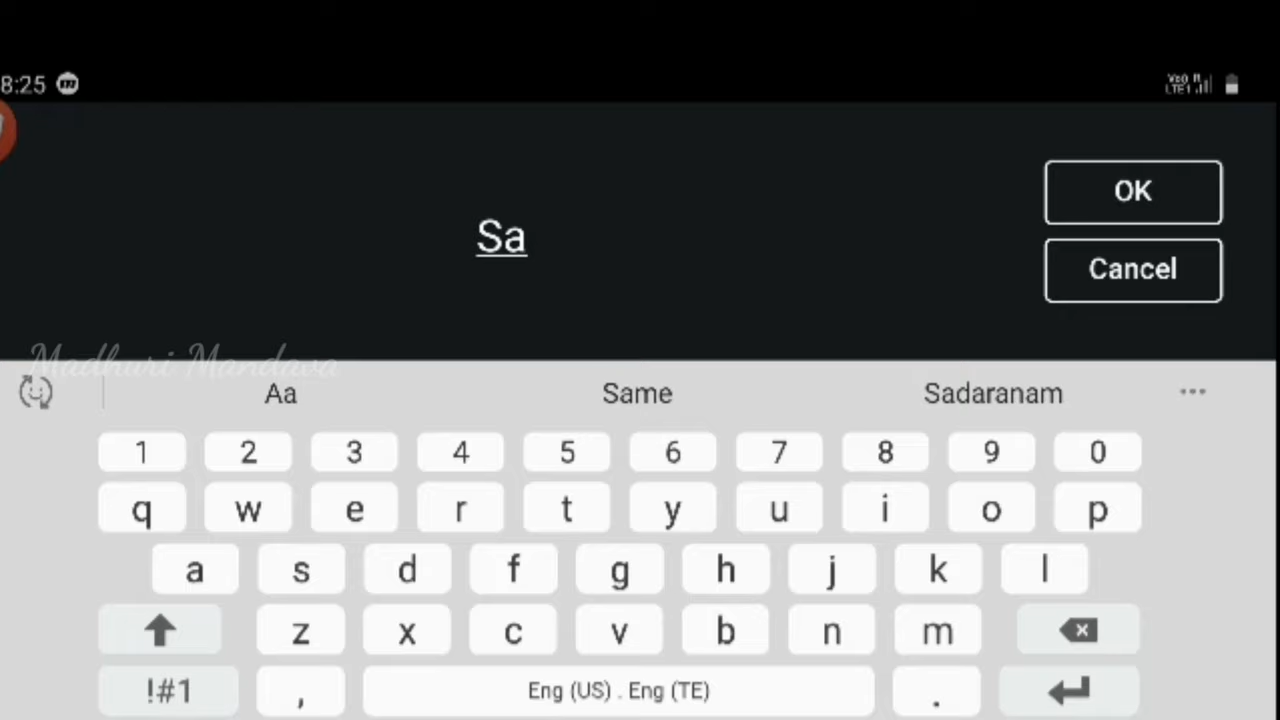 8:25
LTE1
OK
Sa
Cancel
Madhuri Mandava
Aa Same Sadaranam ...
1 2 3 4 5 6 7 8 9 0
q w e r t y u i o p
a s d f g h j k l
z x c v b n m
!#1 , Eng (US) . Eng (TE) .